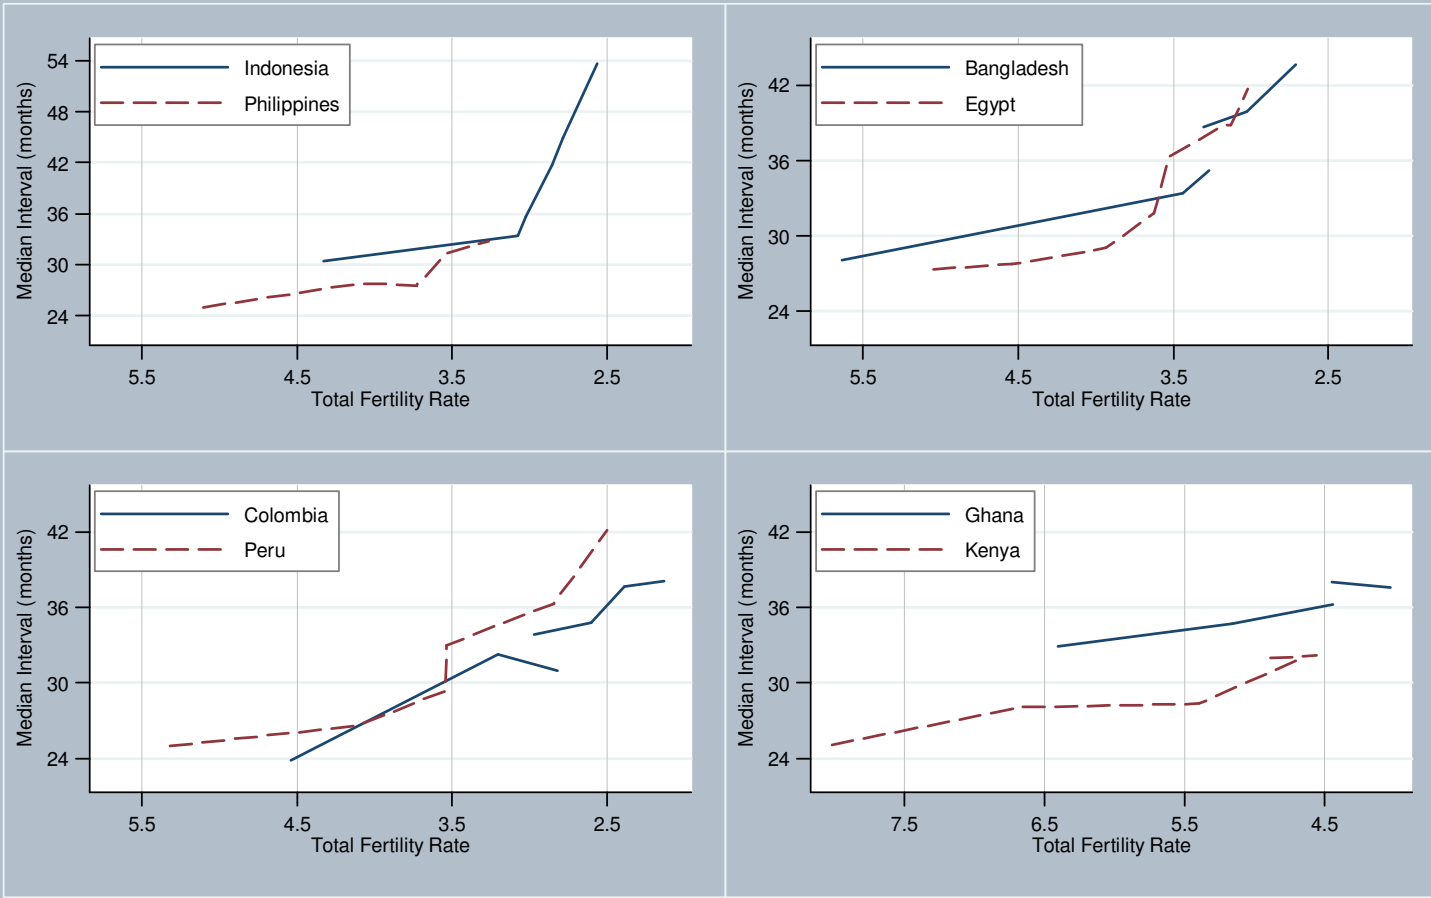 Indonesia
Philippines
Median Interval (months)
54
48
42
36
30
24
5.5 4.5 3.5 2.5
Total Fertility Rate
Bangladesh
Egypt
Median Interval (months)
42
36
30
24
5.5 4.5 3.5 2.5
Total Fertility Rate
Colombia
Peru
Median Interval (months)
42
36
30
24
5.5 4.5 3.5 2.5
Total Fertility Rate
Ghana
Kenya
Median Interval (months)
42
36
30
24
7.5 6.5 5.5 4.5
Total Fertility Rate